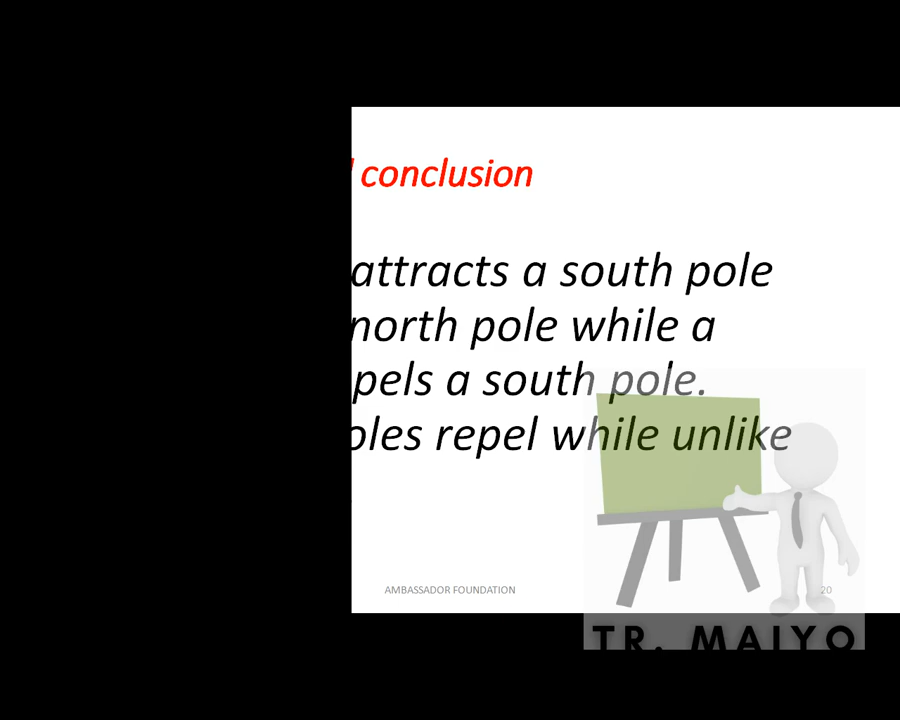 conclusion
attracts a south pole
north pole while a
pels a south pole.
oles repel while unlike
AMBASSADOR FOUNDATION
20
TR. MAIYO